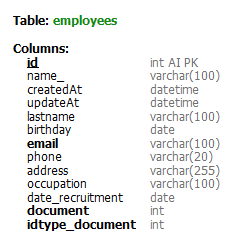 Table: employees
Columns:
id int AI PK
name_ varchar(100)
createdAt datetime
updateAt datetime
lastname varchar(100)
birthday date
email varchar(100)
phone varchar(20)
address varchar(255)
occupation varchar(100)
date_recruitment date
document int
idtype_document int